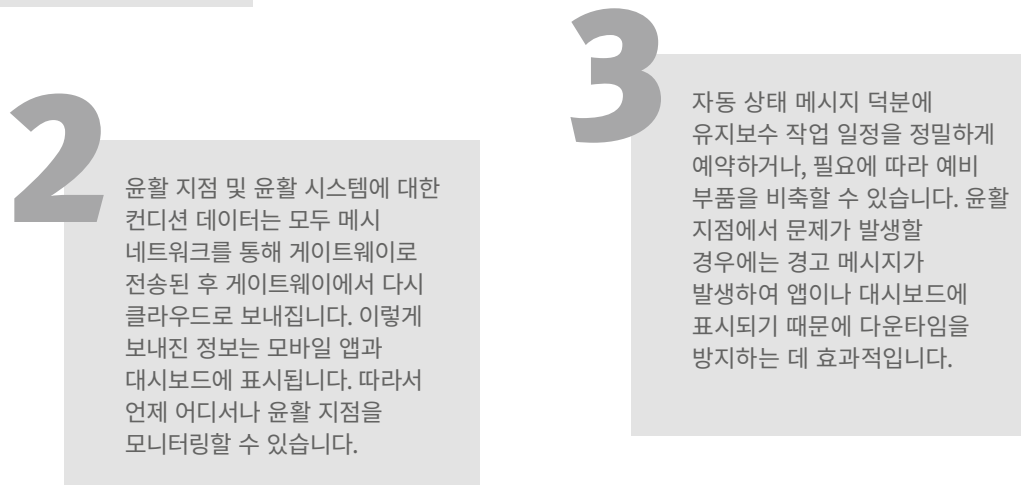 2
윤활 지점 및 윤활 시스템에 대한
컨디션 데이터는 모두 메시
네트워크를 통해 게이트웨이로
전송된 후 게이트웨이에서 다시
클라우드로 보내집니다. 이렇게
보내진 정보는 모바일 앱과
대시보드에 표시됩니다. 따라서
언제 어디서나 윤활 지점을
모니터링할 수 있습니다.
3
자동 상태 메시지 덕분에
유지보수 작업 일정을 정밀하게
예약하거나, 필요에 따라 예비
부품을 비축할 수 있습니다. 윤활
지점에서 문제가 발생할
경우에는 경고 메시지가
발생하여 앱이나 대시보드에
표시되기 때문에 다운타임을
방지하는 데 효과적입니다.